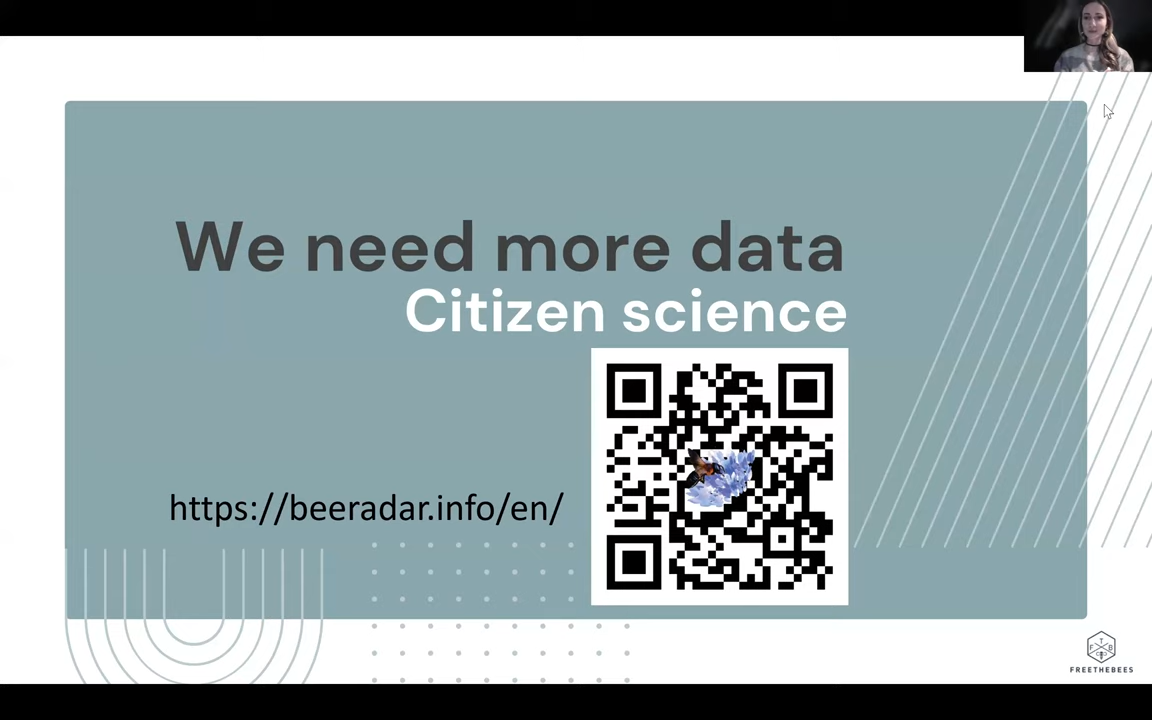 We need more data
Citizen science
https://beeradar.info/en/
T
F B
FREETHEBEES